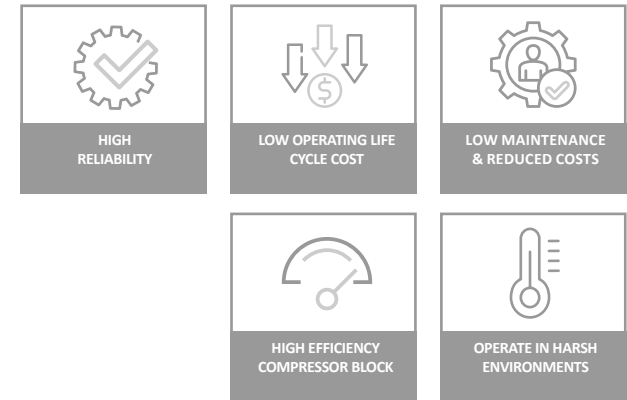 HIGH
RELIABILITY
$
LOW OPERATING LIFE
CYCLE COST
LOW MAINTENANCE
& REDUCED COSTS
HIGH EFFICIENCY
COMPRESSOR BLOCK
OPERATE IN HARSH
ENVIRONMENTS